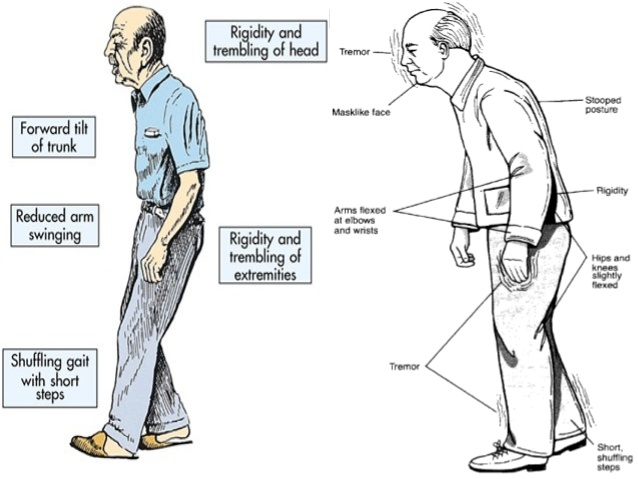 Rigidity and
trembling of head
Forward tilt
of trunk
Reduced arm
swinging
Rigidity and
trembling of
extremities
Shuffling gait
with short
steps
Tremor
Masklike face
Stooped
posture
Arms flexed
at elbows
and wrists
Rigidity
Hips and
knees
slightly
flexed
Tremor
Short,
shuffling
steps